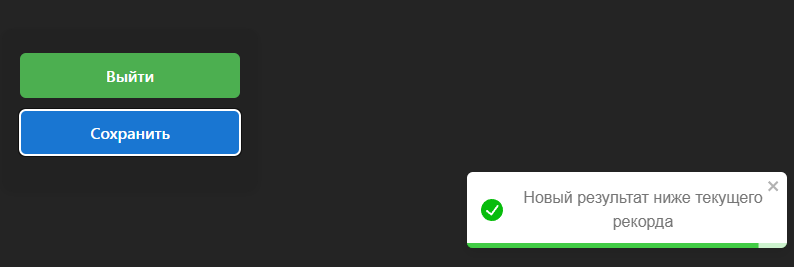 Выйти
Сохранить
Новый результат ниже текущего
рекорда